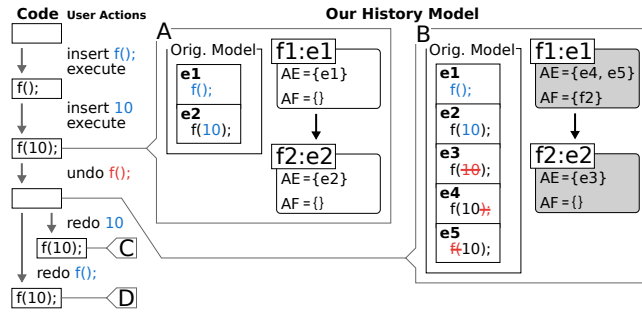 Code User Actions
insert f();
execute
f();
insert 10
execute
f(10);
undo f();
redo 10
f(10); C
redo f();
f(10); D
Our History Model
A
Orig. Model
e1
f();
e2
f(10);
f1:e1
AE={e1}
AF={}
f2:e2
AE={e2}
AF={}
B
Orig. Model
e1
f();
e2
f(10);
e3
f(10);
e4
f(10);
e5
f(10);
f1:e1
AE={e4, e5}
AF={f2}
f2:e2
AE={e3}
AF={}